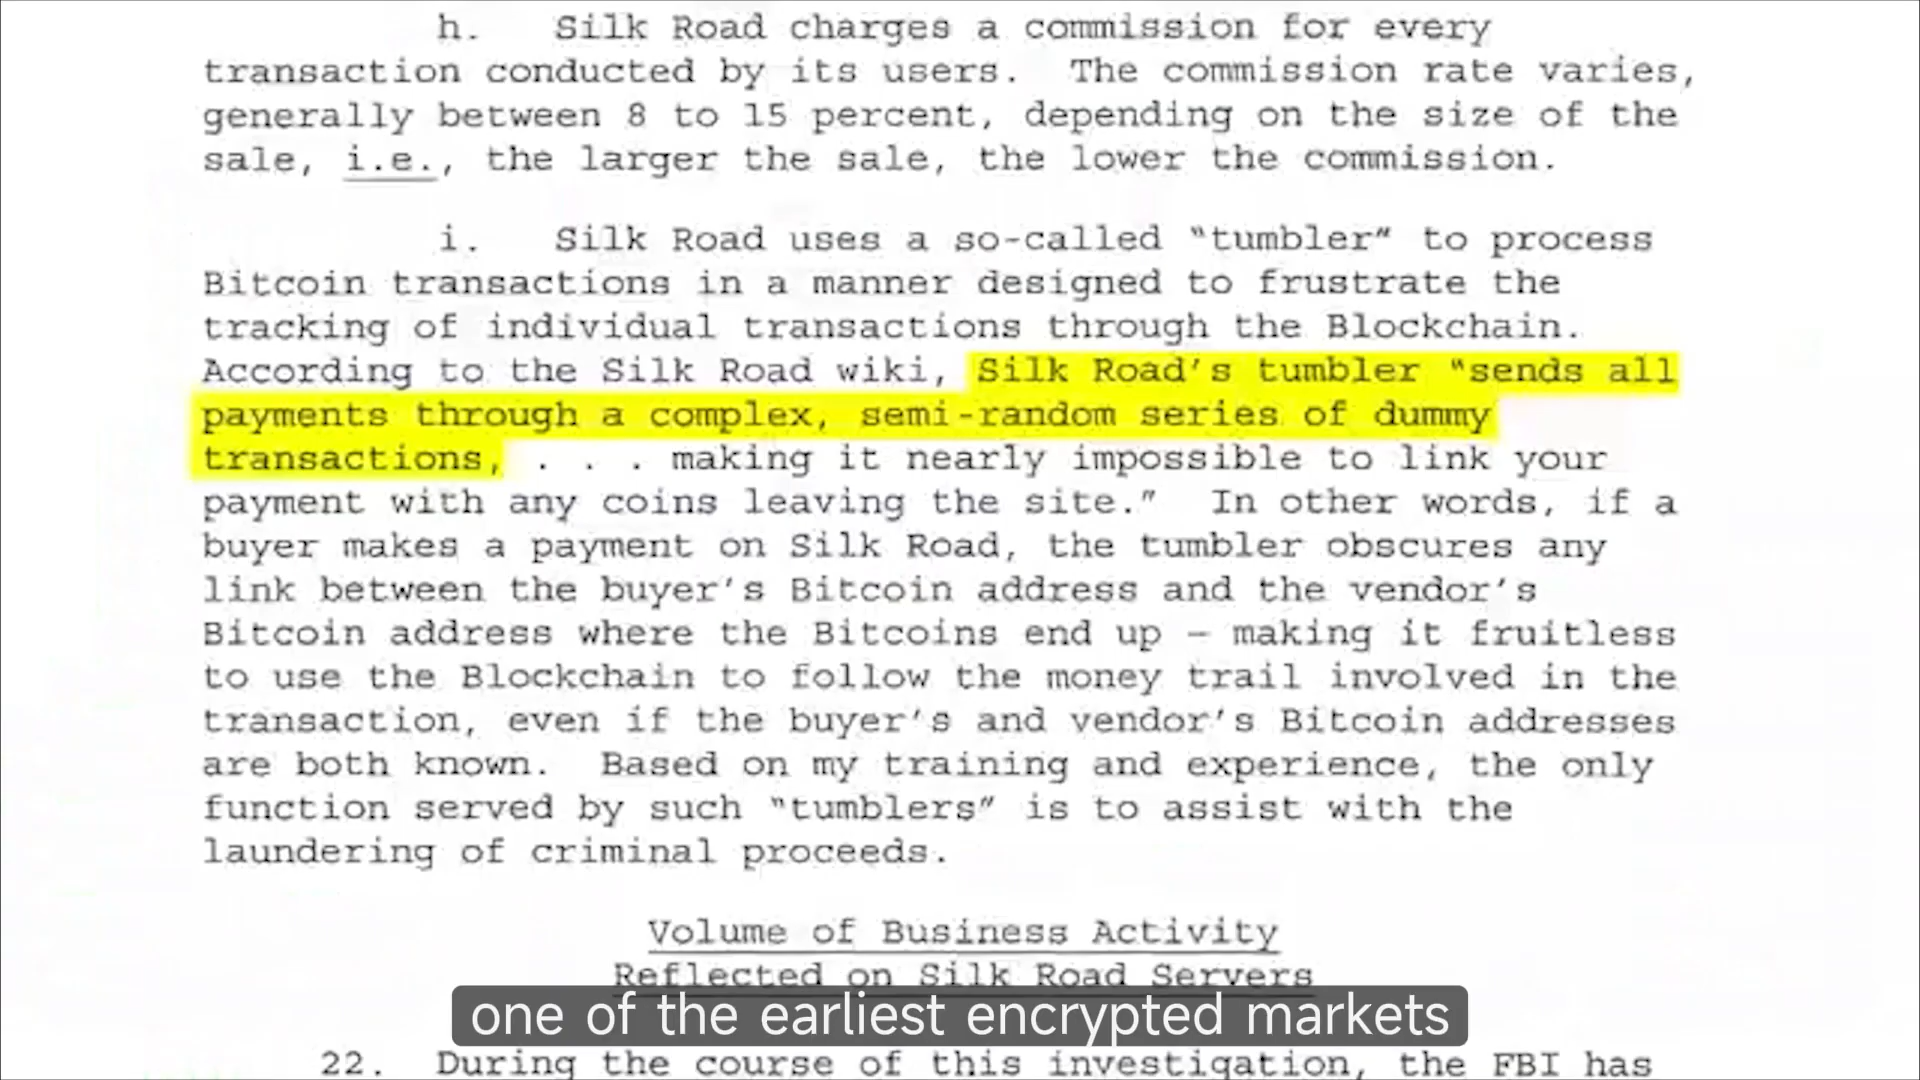 h. Silk Road charges a commission for every
transaction conducted by its users. The commission rate varies,
generally between 8 to 15 percent, depending on the size of the
sale, i.e., the larger the sale, the lower the commission.
i. Silk Road uses a so-called "tumbler" to process
Bitcoin transactions in a manner designed to frustrate the
tracking of individual transactions through the Blockchain.
According to the Silk Road wiki, Silk Road's tumbler "sends all
payments through a complex, semi-random series of dummy
transactions, . . . making it nearly impossible to link your
payment with any coins leaving the site." In other words, if a
buyer makes a payment on Silk Road, the tumbler obscures any
link between the buyer's Bitcoin address and the vendor's
Bitcoin address where the Bitcoins end up – making it fruitless
to use the Blockchain to follow the money trail involved in the
transaction, even if the buyer's and vendor's Bitcoin addresses
are both known. Based on my training and experience, the only
function served by such "tumblers" is to assist with the
laundering of criminal proceeds.
Volume of Business Activity
Reflected on Silk Road Servers
one of the earliest encrypted markets
22. During the course of this investigation, the FBI has